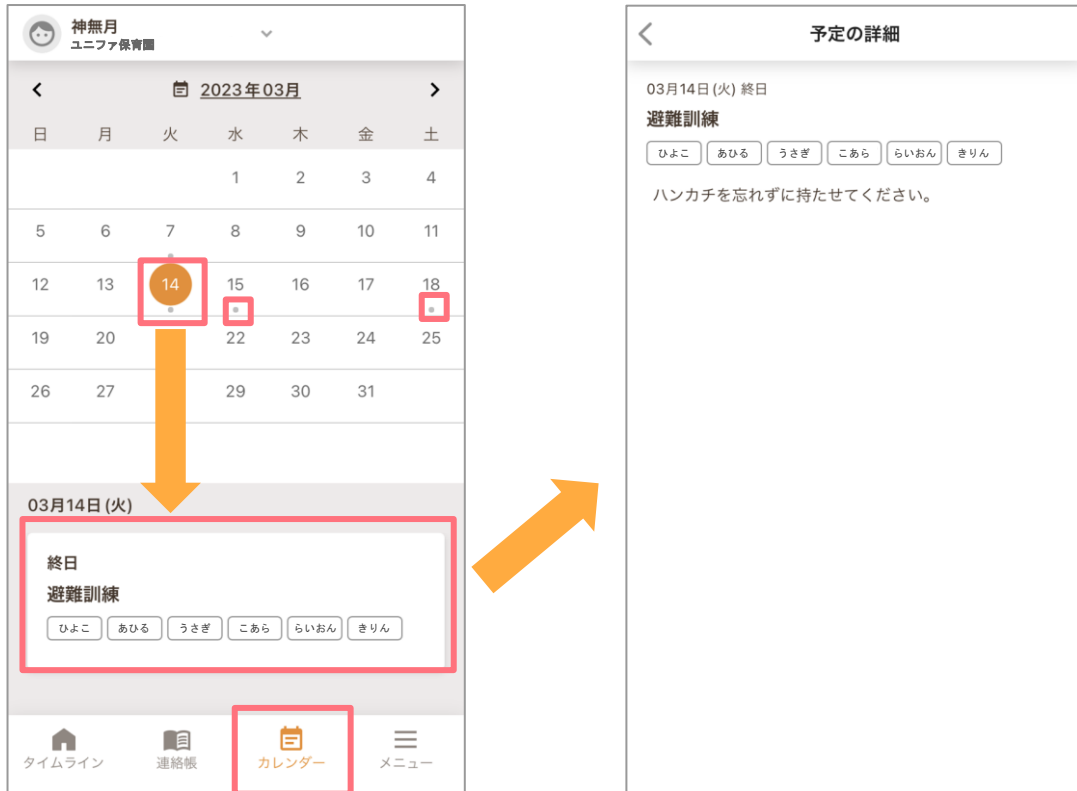 神無月
ユニファ保育園
2023年03月
日 月 火 水 木 金 土
1 2 3 4
5 6 7 8 9 10 11
12 13 14 15 16 17 18
19 20 22 23 24 25
26 27 29 30 31
03月14日(火)
終日
避難訓練
ひよこ あひる うさぎ こあら らいおん きりん
タイムライン 連絡帳 カレンダー メニュー
予定の詳細
03月14日(火) 終日
避難訓練
ひよこ あひる うさぎ こあら らいおん きりん
ハンカチを忘れずに持たせてください。